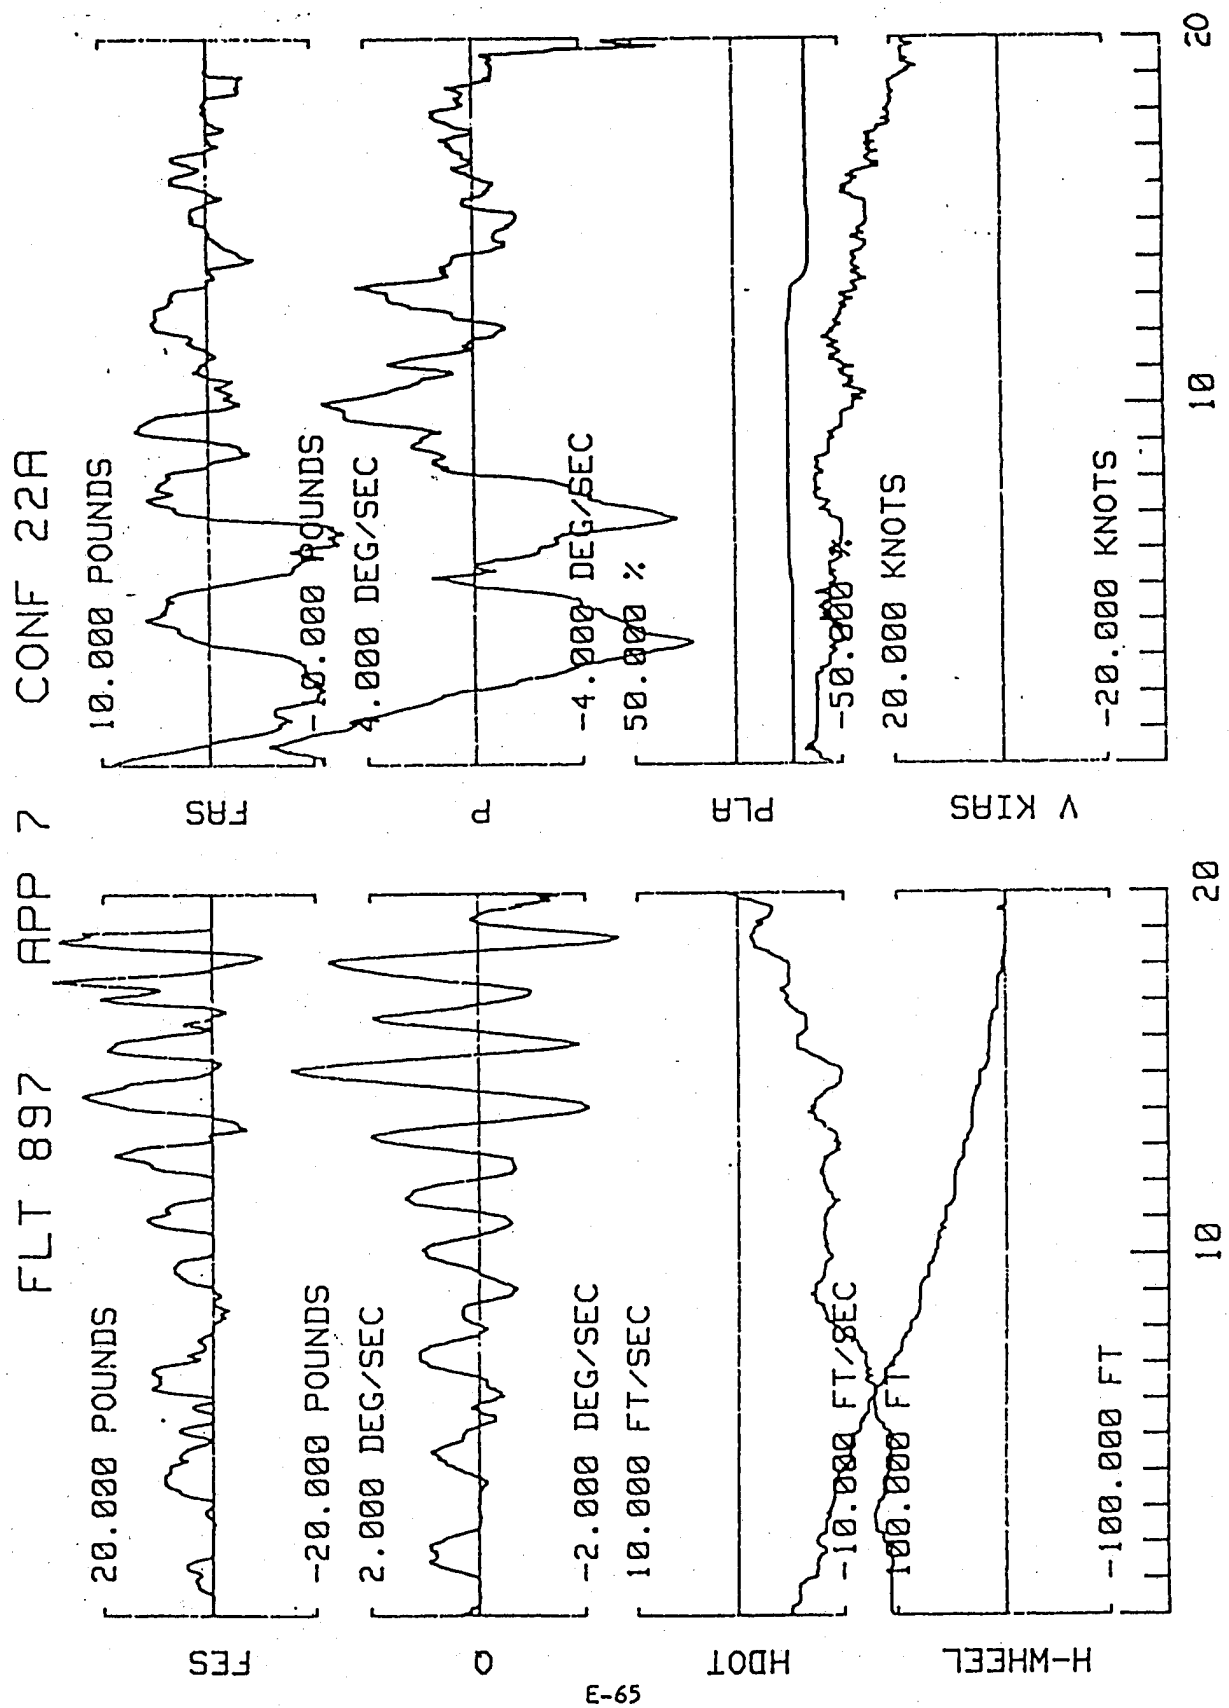 FLT 897 APP 7 CONF 22A
FES
20.000 POUNDS
-20.000 POUNDS
Q
2.000 DEG/SEC
-2.000 DEG/SEC
HDOT
10.000 FT/SEC
-10.000 FT/SEC
H-WHEEL
100.000 FT
-100.000 FT
10
20
FAS
10.000 POUNDS
-10.000 POUNDS
P
4.000 DEG/SEC
-4.000 DEG/SEC
PLA
50.000 %
-50.000 %
V KIAS
20.000 KNOTS
-20.000 KNOTS
10
20
E-65